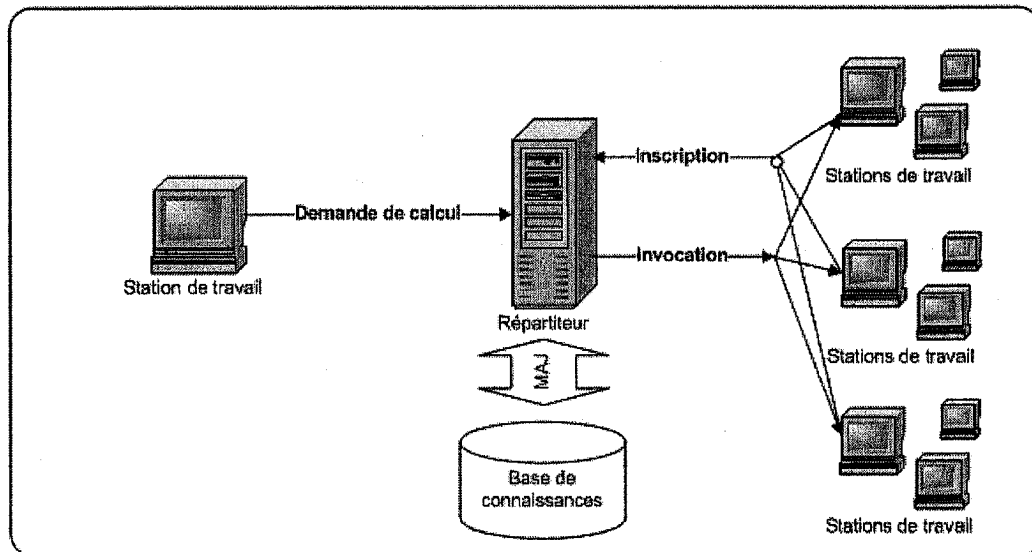 Inscription
Stations de travail
Demande de calcul
Invocation
Station de travail
Répartiteur
Stations de travail
MAJ
Base de
connaissances
Stations de travail